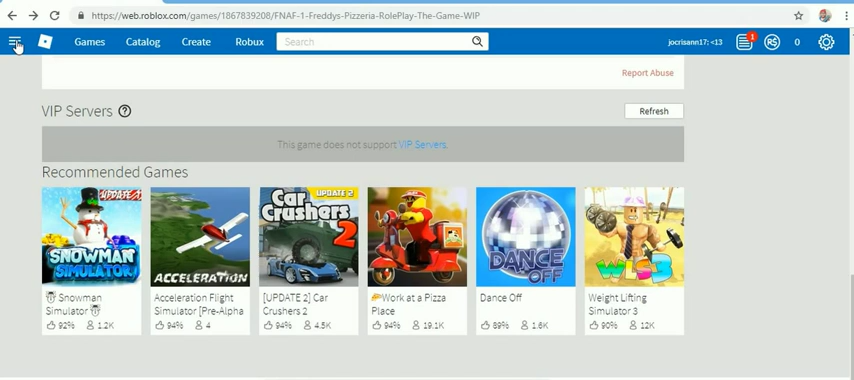 https://web.roblox.com/games/1867839208/FNAF-1-Freddys-Pizzeria-RolePlay-The-Game-WIP
Games Catalog Create Robux Search jocrisann17: <13 1 R$ 0
Report Abuse
VIP Servers ? Refresh
This game does not support VIP Servers.
Recommended Games
UPDATE 2
SNOWMAN SIMULATOR
ACCELERATION
UPDATE 2
Car Crushers 2
DANCE OFF
WLS3
Snowman Simulator
92% 1.2K
Acceleration Flight Simulator [Pre-Alpha
94% 4
[UPDATE 2] Car Crushers 2
94% 4.5K
Work at a Pizza Place
94% 19.1K
Dance Off
89% 1.6K
Weight Lifting Simulator 3
90% 12K